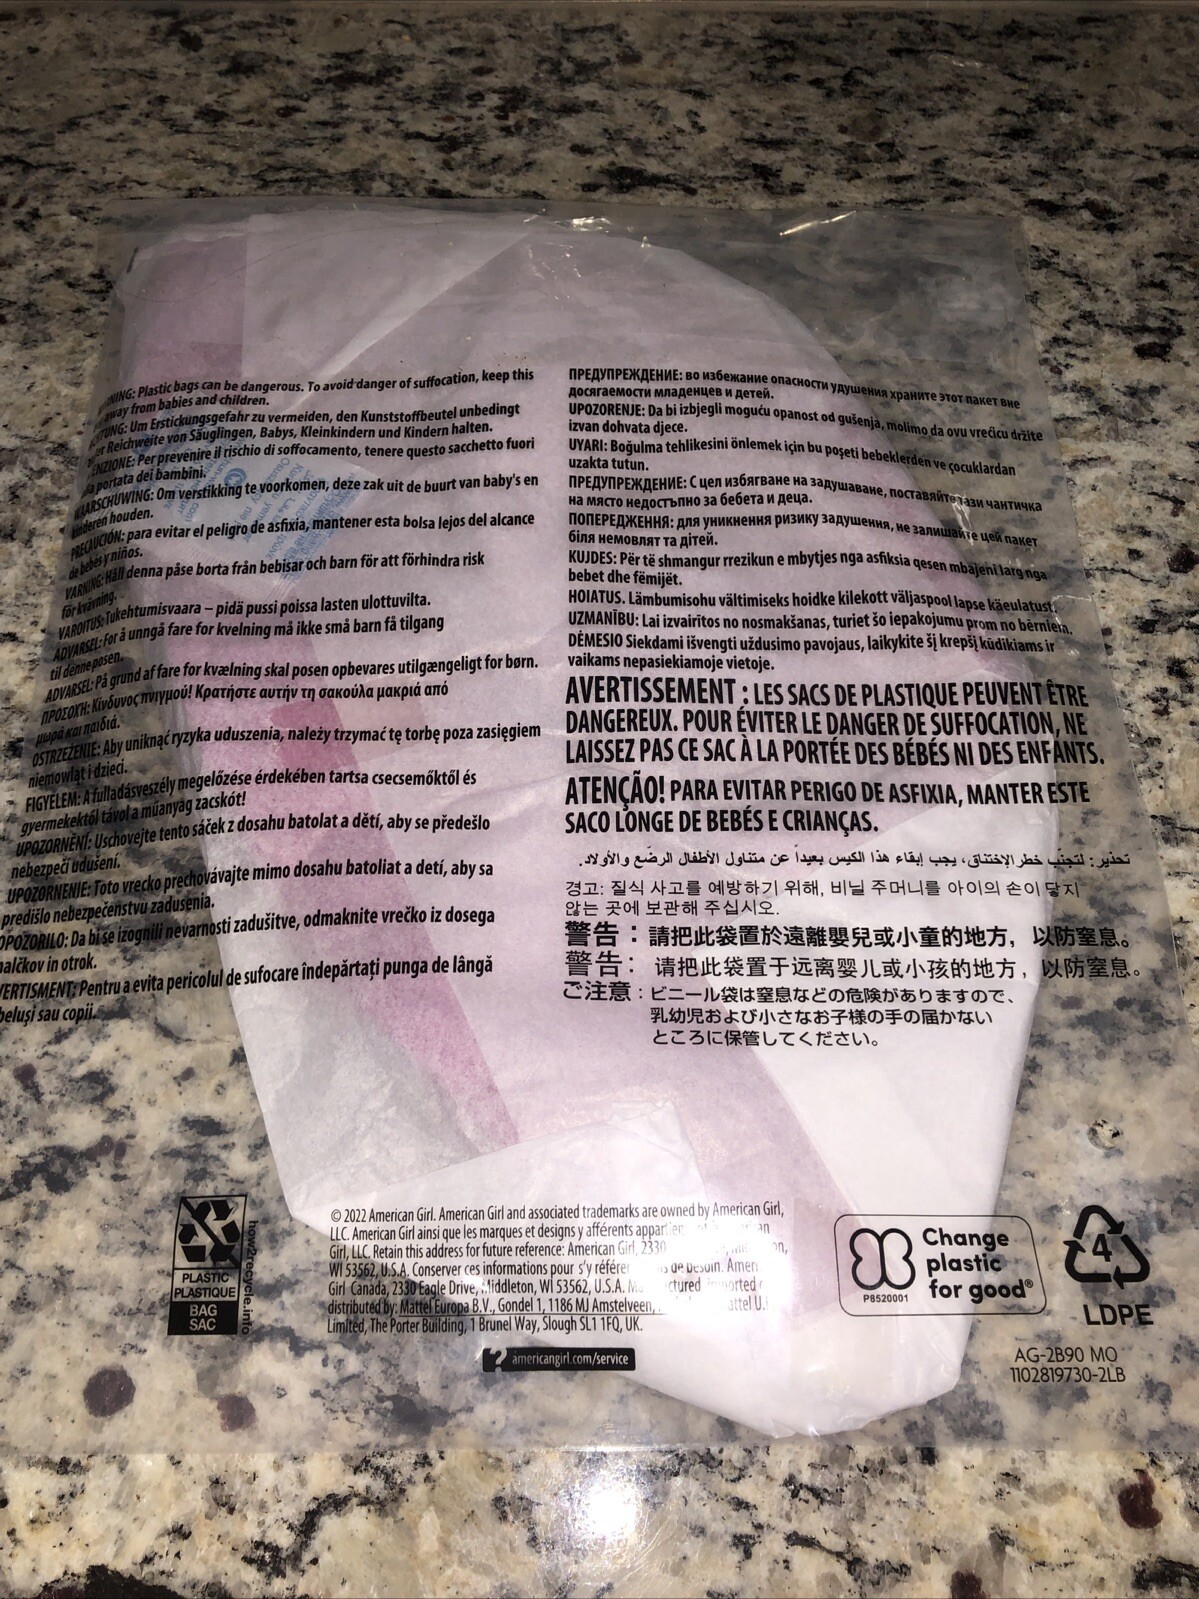 NING: Plastic bags can be dangerous. To avoid danger of suffocation, keep this
away from babies and children.
TUNG: Um Erstickungsgefahr zu vermeiden, den Kunststoffbeutel unbedingt
er Reichweite von Säuglingen, Babys, Kleinkindern und Kindern halten.
ENZIONE: Per prevenire il rischio di soffocamento, tenere questo sacchetto fuori
la portata dei bambini.
WAARSCHUWING: Om verstikking te voorkomen, deze zak uit de buurt van baby's en
kinderen houden.
PRECAUCIÓN: para evitar el peligro de asfixia, mantener esta bolsa lejos del alcance
de bebés y niños.
VARNING: Håll denna påse borta från bebisar och barn för att förhindra risk
för kvävning.
VAROITUS: Tukehtumisvaara – pidä pussi poissa lasten ulottuvilta.
ADVARSEL: For å unngå fare for kvelning må ikke små barn få tilgang
til denne posen.
ADVARSEL: På grund af fare for kvælning skal posen opbevares utilgængeligt for børn.
ΠΡΟΣΟΧΗ: Κίνδυνος πνιγμού! Κρατήστε αυτήν τη σακούλα μακριά από
μωρά και παιδιά.
OSTRZEŻENIE: Aby uniknąć ryzyka uduszenia, należy trzymać tę torbę poza zasięgiem
niemowląt i dzieci.
FIGYELEM: A fulladásveszély megelőzése érdekében tartsa csecsemőktől és
gyermekektől távol a műanyag zacskót!
UPOZORNĚNÍ: Uschovejte tento sáček z dosahu batolat a dětí, aby se předešlo
nebezpečí udušení.
UPOZORNENIE: Toto vrecko prechovávajte mimo dosahu batoliat a detí, aby sa
predišlo nebezpečenstvu zadusenia.
OPOZORILO: Da bi se izognili nevarnosti zadušitve, odmaknite vrečko iz dosega
malčkov in otrok.
VERTISMENT: Pentru a evita pericolul de sufocare îndepărtați punga de lângă
beluși sau copii.
ПРЕДУПРЕЖДЕНИЕ: во избежание опасности удушения храните этот пакет вне
досягаемости младенцев и детей.
UPOZORENJE: Da bi izbjegli moguću opanost od gušenja, molimo da ovu vrećicu držite
izvan dohvata djece.
UYARI: Boğulma tehlikesini önlemek için bu poşeti bebeklerden ve çocuklardan
uzakta tutun.
ПРЕДУПРЕЖДЕНИЕ: С цел избягване на задушаване, поставяйте тази чантичка
на място недостъпно за бебета и деца.
ПОПЕРЕДЖЕННЯ: для уникнення ризику задушення, не залишайте цей пакет
біля немовлят та дітей.
KUJDES: Për të shmangur rrezikun e mbytjes nga asfiksia qesen mbajeni larg nga
bebet dhe fëmijët.
HOIATUS. Lämbumisohu vältimiseks hoidke kilekott väljaspool lapse käeulatust.
UZMANĪBU: Lai izvairītos no nosmakšanas, turiet šo iepakojumu prom no bērniem.
DĖMESIO Siekdami išvengti uždusimo pavojaus, laikykite šį krepšį kūdikiams ir
vaikams nepasiekiamoje vietoje.
AVERTISSEMENT : LES SACS DE PLASTIQUE PEUVENT ÊTRE
DANGEREUX. POUR ÉVITER LE DANGER DE SUFFOCATION, NE
LAISSEZ PAS CE SAC À LA PORTÉE DES BÉBÉS NI DES ENFANTS.
ATENÇÃO! PARA EVITAR PERIGO DE ASFIXIA, MANTER ESTE
SACO LONGE DE BEBÉS E CRIANÇAS.
تحذير: لتجنّب خطر الإختناق، يجب إبقاء هذا الكيس بعيداً عن متناول الأطفال الرضّع والأولاد.
경고: 질식 사고를 예방하기 위해, 비닐 주머니를 아이의 손이 닿지
않는 곳에 보관해 주십시오.
警告：請把此袋置於遠離嬰兒或小童的地方，以防窒息。
警告：请把此袋置于远离婴儿或小孩的地方，以防窒息。
ご注意：ビニール袋は窒息などの危険がありますので、
乳幼児および小さなお子様の手の届かない
ところに保管してください。
PLASTIC
PLASTIQUE
BAG
SAC
how2recycle.info
© 2022 American Girl. American Girl and associated trademarks are owned by American Girl,
LLC. American Girl ainsi que les marques et designs y afférents appartien
Girl, LLC. Retain this address for future reference: American Girl, 2330
WI 53562, U.S.A. Conserver ces informations pour s'y référer de besoin. Ameri
Girl Canada, 2330 Eagle Drive, Middleton, WI 53562, U.S.A.
distributed by: Mattel Europa B.V., Gondel 1, 1186 MJ Amstelveen,
Limited, The Porter Building, 1 Brunel Way, Slough SL1 1FQ, UK.
? americangirl.com/service
Change
plastic
for good®
P8520001
4
LDPE
AG-2B90 MO
1102819730-2LB